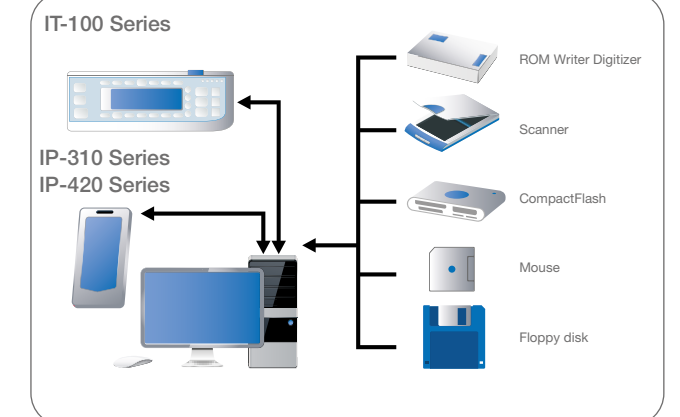 IT-100 Series
ROM Writer Digitizer
Scanner
IP-310 Series
IP-420 Series
CompactFlash
Mouse
Floppy disk